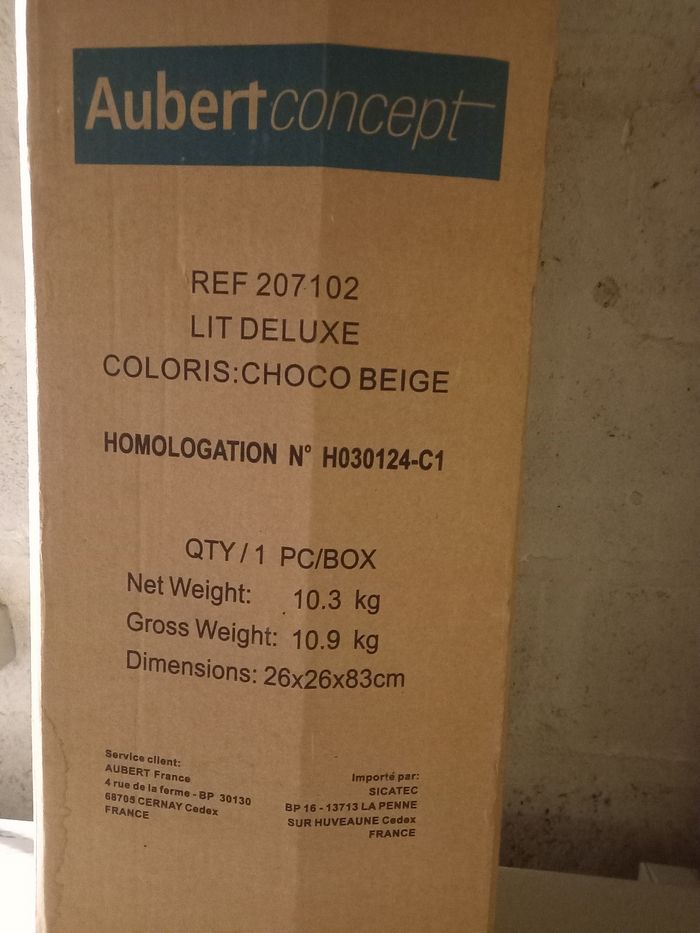 Aubert concept
REF 207102
LIT DELUXE
COLORIS:CHOCO BEIGE
HOMOLOGATION N° H030124-C1
QTY / 1 PC/BOX
Net Weight: 10.3 kg
Gross Weight: 10.9 kg
Dimensions: 26x26x83cm
Service client:
AUBERT France
4 rue de la ferme - BP 30130
68705 CERNAY Cedex
FRANCE
Importé par:
SICATEC
BP 16 - 13713 LA PENNE
SUR HUVEAUNE Cedex
FRANCE